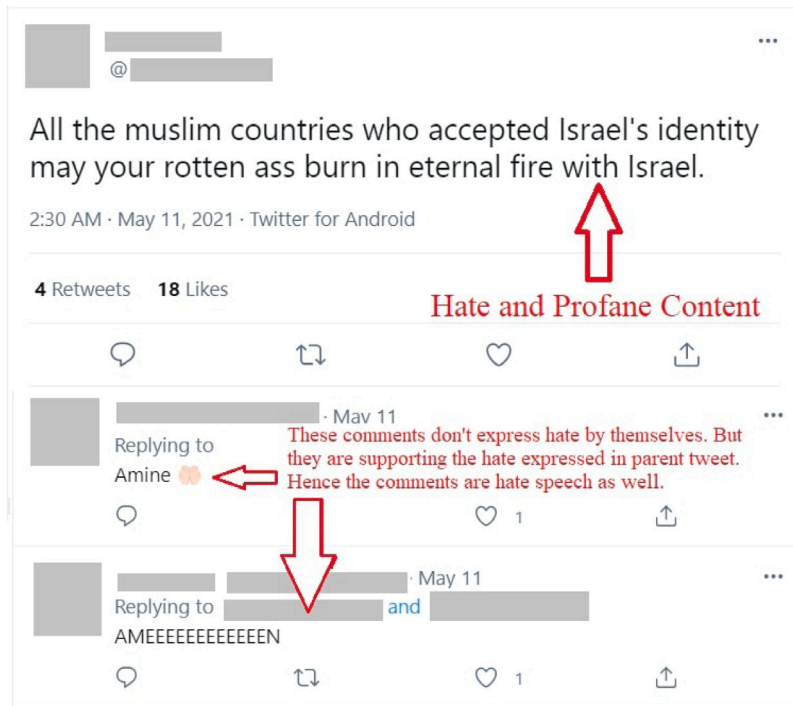 @
All the muslim countries who accepted Israel's identity
may your rotten ass burn in eternal fire with Israel.
2:30 AM · May 11, 2021 · Twitter for Android
4 Retweets 18 Likes
Hate and Profane Content
· May 11
Replying to
These comments don't express hate by themselves. But
they are supporting the hate expressed in parent tweet.
Hence the comments are hate speech as well.
Amine 🤲🏻
1
· May 11
Replying to and
AMEEEEEEEEEEEEN
1